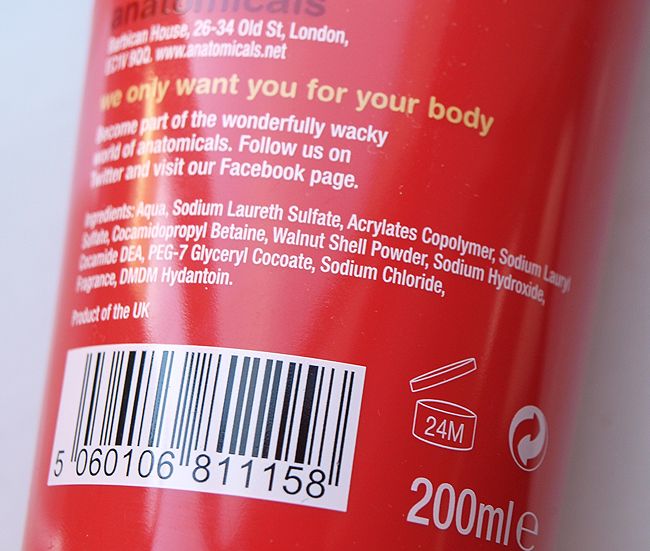 anatomicals
Barbican House, 26-34 Old St, London,
EC1V 9QQ. www.anatomicals.net
we only want you for your body
Become part of the wonderfully wacky
world of anatomicals. Follow us on
Twitter and visit our Facebook page.
Ingredients: Aqua, Sodium Laureth Sulfate, Acrylates Copolymer, Sodium Lauryl
Sulfate, Cocamidopropyl Betaine, Walnut Shell Powder, Sodium Hydroxide,
Cocamide DEA, PEG-7 Glyceryl Cocoate, Sodium Chloride,
Fragrance, DMDM Hydantoin.
Product of the UK
24M
5 060106 811158
200ml e